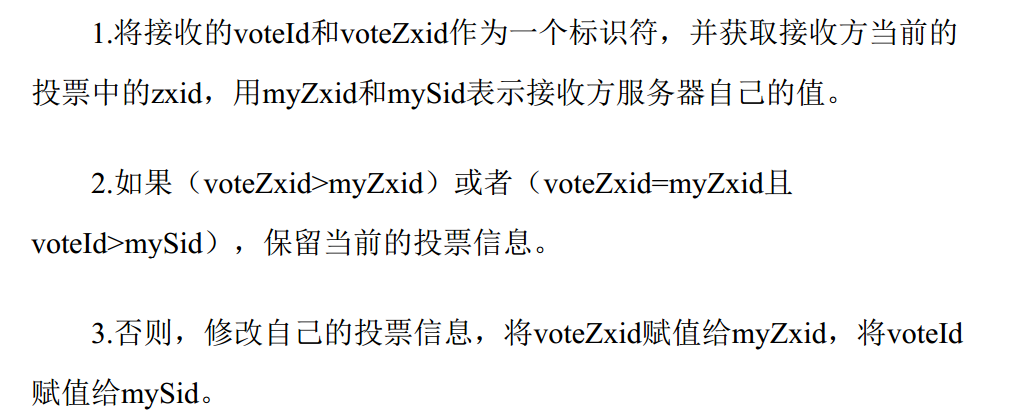 1.将接收的voteId和voteZxid作为一个标识符，并获取接收方当前的
投票中的zxid，用myZxid和mySid表示接收方服务器自己的值。
2.如果（voteZxid>myZxid）或者（voteZxid=myZxid且
voteId>mySid），保留当前的投票信息。
3.否则，修改自己的投票信息，将voteZxid赋值给myZxid，将voteId
赋值给mySid。